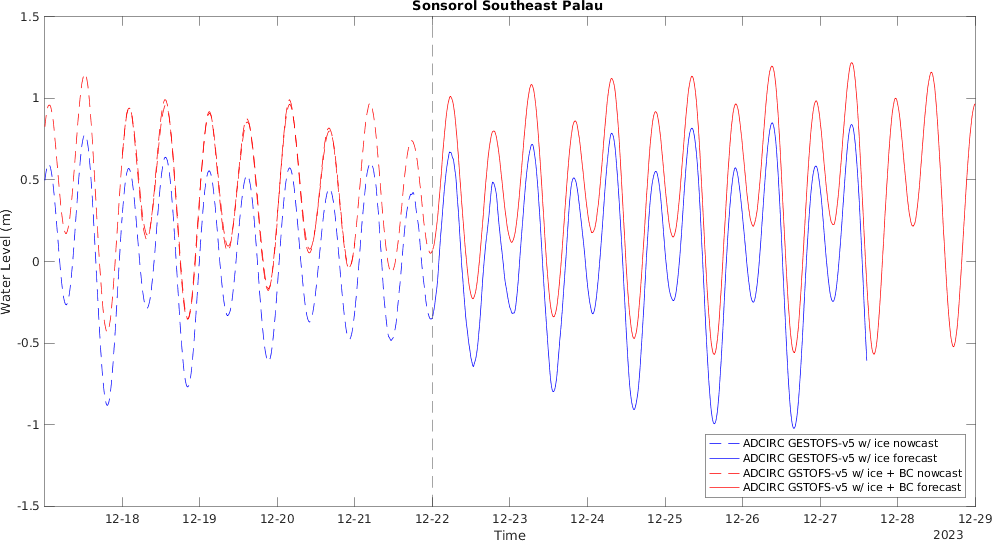 Sonsorol Southeast Palau
1.5
1
0.5
0
-0.5
-1
-1.5
Water Level (m)
12-18 12-19 12-20 12-21 12-22 12-23 12-24 12-25 12-26 12-27 12-28 12-29
Time
2023
ADCIRC GESTOFS-v5 w/ ice nowcast
ADCIRC GESTOFS-v5 w/ ice forecast
ADCIRC GSTOFS-v5 w/ ice + BC nowcast
ADCIRC GSTOFS-v5 w/ ice + BC forecast